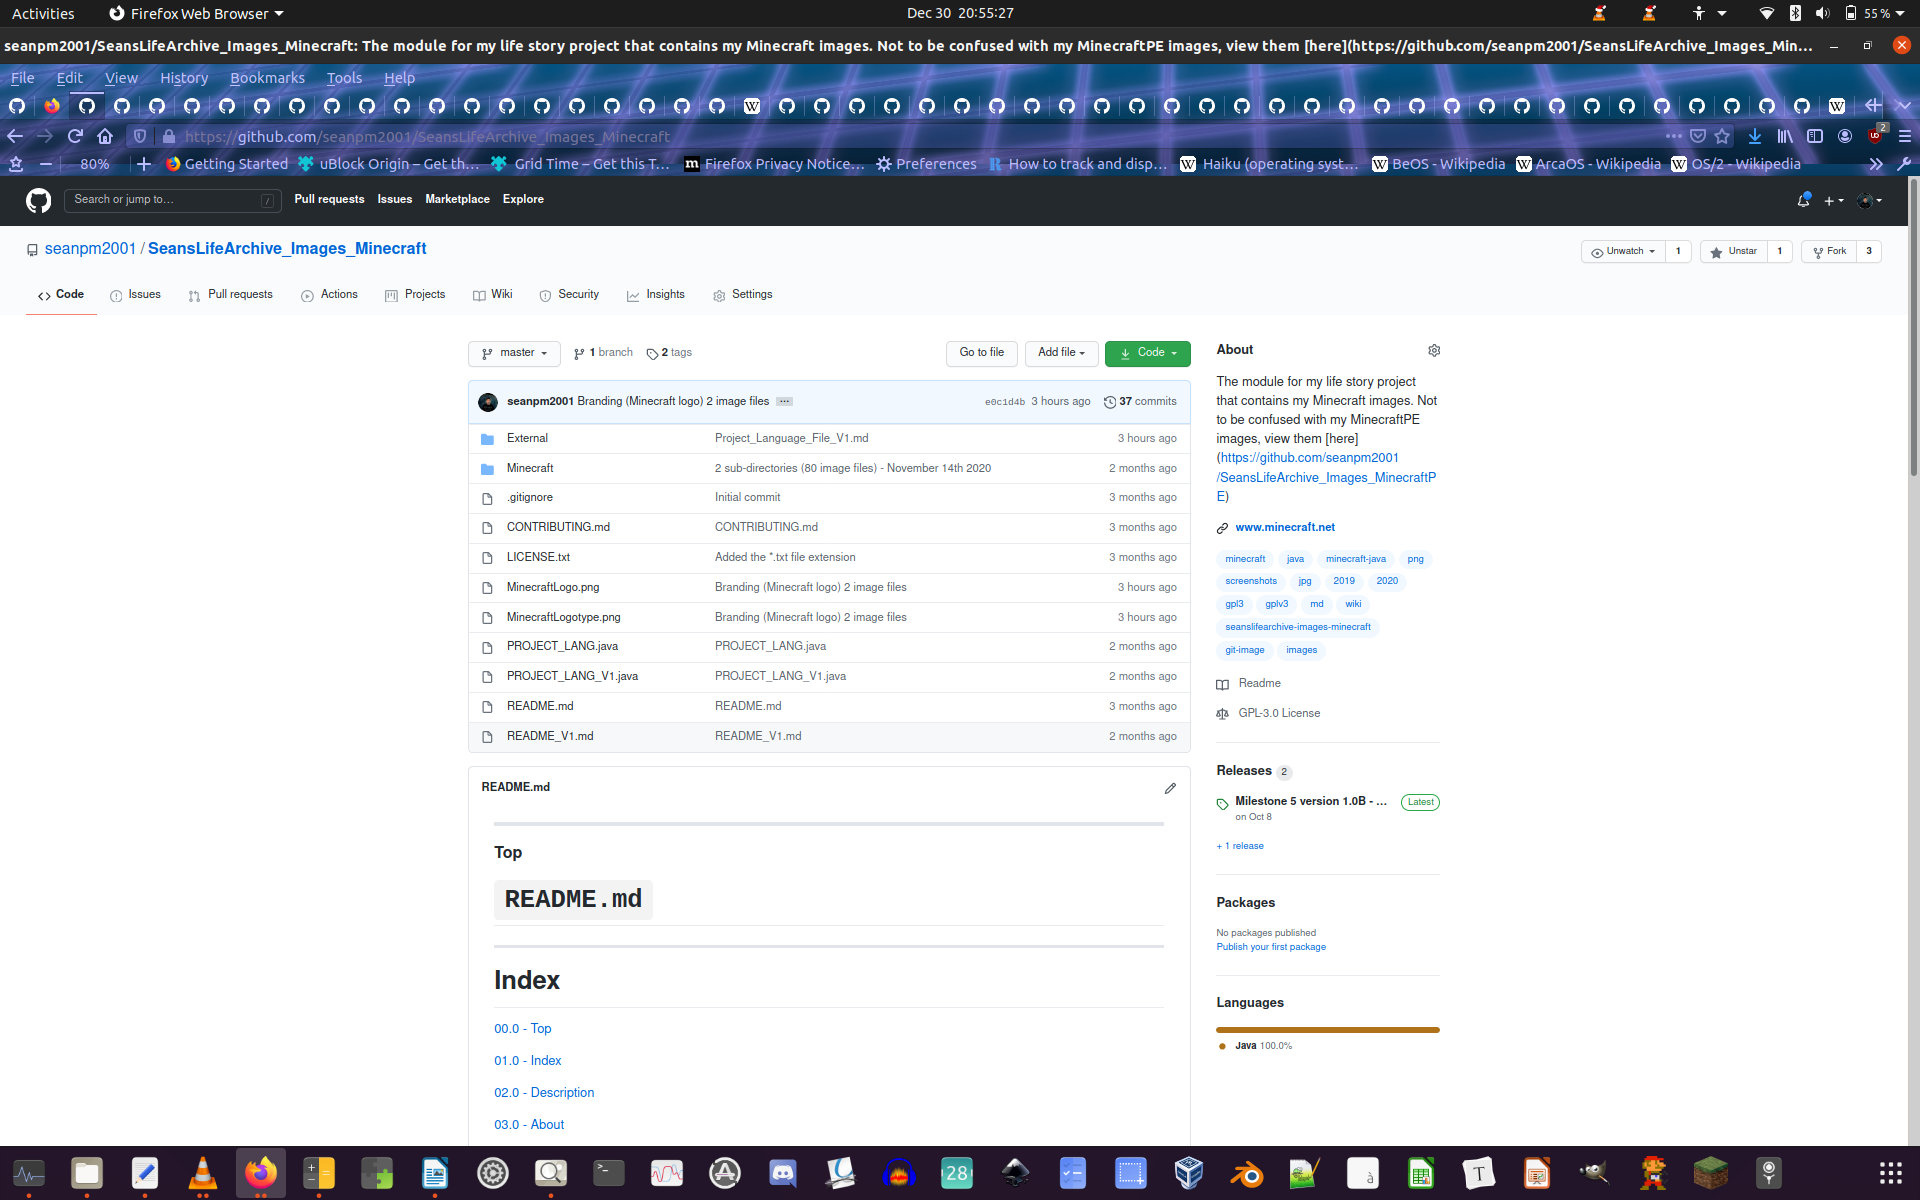 Activities Firefox Web Browser Dec 30 20:55:27 55 %
seanpm2001/SeansLifeArchive_Images_Minecraft: The module for my life story project that contains my Minecraft images. Not to be confused with my MinecraftPE images, view them [here](https://github.com/seanpm2001/SeansLifeArchive_Images_Min...
File Edit View History Bookmarks Tools Help
https://github.com/seanpm2001/SeansLifeArchive_Images_Minecraft 2
80% Getting Started uBlock Origin – Get th… Grid Time – Get this T… Firefox Privacy Notice… Preferences How to track and disp… Haiku (operating syst… BeOS - Wikipedia ArcaOS - Wikipedia OS/2 - Wikipedia
Search or jump to… / Pull requests Issues Marketplace Explore
seanpm2001 / SeansLifeArchive_Images_Minecraft Unwatch 1 Unstar 1 Fork 3
Code Issues Pull requests Actions Projects Wiki Security Insights Settings
master 1 branch 2 tags Go to file Add file Code
seanpm2001 Branding (Minecraft logo) 2 image files e0c1d4b 3 hours ago 37 commits
External Project_Language_File_V1.md 3 hours ago
Minecraft 2 sub-directories (80 image files) - November 14th 2020 2 months ago
.gitignore Initial commit 3 months ago
CONTRIBUTING.md CONTRIBUTING.md 3 months ago
LICENSE.txt Added the *.txt file extension 3 months ago
MinecraftLogo.png Branding (Minecraft logo) 2 image files 3 hours ago
MinecraftLogotype.png Branding (Minecraft logo) 2 image files 3 hours ago
PROJECT_LANG.java PROJECT_LANG.java 2 months ago
PROJECT_LANG_V1.java PROJECT_LANG_V1.java 2 months ago
README.md README.md 3 months ago
README_V1.md README_V1.md 2 months ago
README.md
Top
README.md
Index
00.0 - Top
01.0 - Index
02.0 - Description
03.0 - About
About
The module for my life story project
that contains my Minecraft images. Not
to be confused with my MinecraftPE
images, view them [here]
(https://github.com/seanpm2001
/SeansLifeArchive_Images_MinecraftP
E)
www.minecraft.net
minecraft java minecraft-java png
screenshots jpg 2019 2020
gpl3 gplv3 md wiki
seanslifearchive-images-minecraft
git-image images
Readme
GPL-3.0 License
Releases 2
Milestone 5 version 1.0B - … Latest
on Oct 8
+ 1 release
Packages
No packages published
Publish your first package
Languages
Java 100.0%
28